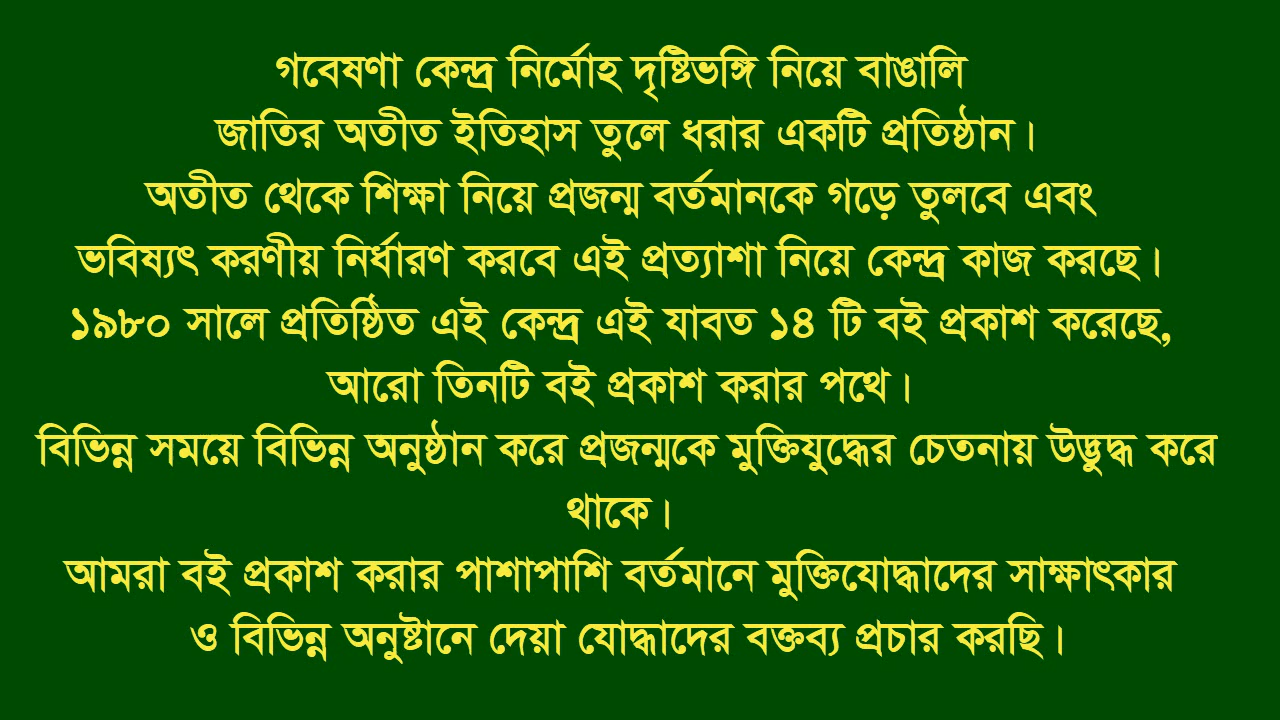 গবেষণা কেন্দ্র নির্মোহ দৃষ্টিভঙ্গি নিয়ে বাঙালি
জাতির অতীত ইতিহাস তুলে ধরার একটি প্রতিষ্ঠান।
অতীত থেকে শিক্ষা নিয়ে প্রজন্ম বর্তমানকে গড়ে তুলবে এবং
ভবিষ্যৎ করণীয় নির্ধারণ করবে এই প্রত্যাশা নিয়ে কেন্দ্র কাজ করছে।
১৯৮০ সালে প্রতিষ্ঠিত এই কেন্দ্র এই যাবত ১৪ টি বই প্রকাশ করেছে,
আরো তিনটি বই প্রকাশ করার পথে।
বিভিন্ন সময়ে বিভিন্ন অনুষ্ঠান করে প্রজন্মকে মুক্তিযুদ্ধের চেতনায় উদ্ভুদ্ধ করে
থাকে।
আমরা বই প্রকাশ করার পাশাপাশি বর্তমানে মুক্তিযোদ্ধাদের সাক্ষাৎকার
ও বিভিন্ন অনুষ্টানে দেয়া যোদ্ধাদের বক্তব্য প্রচার করছি।